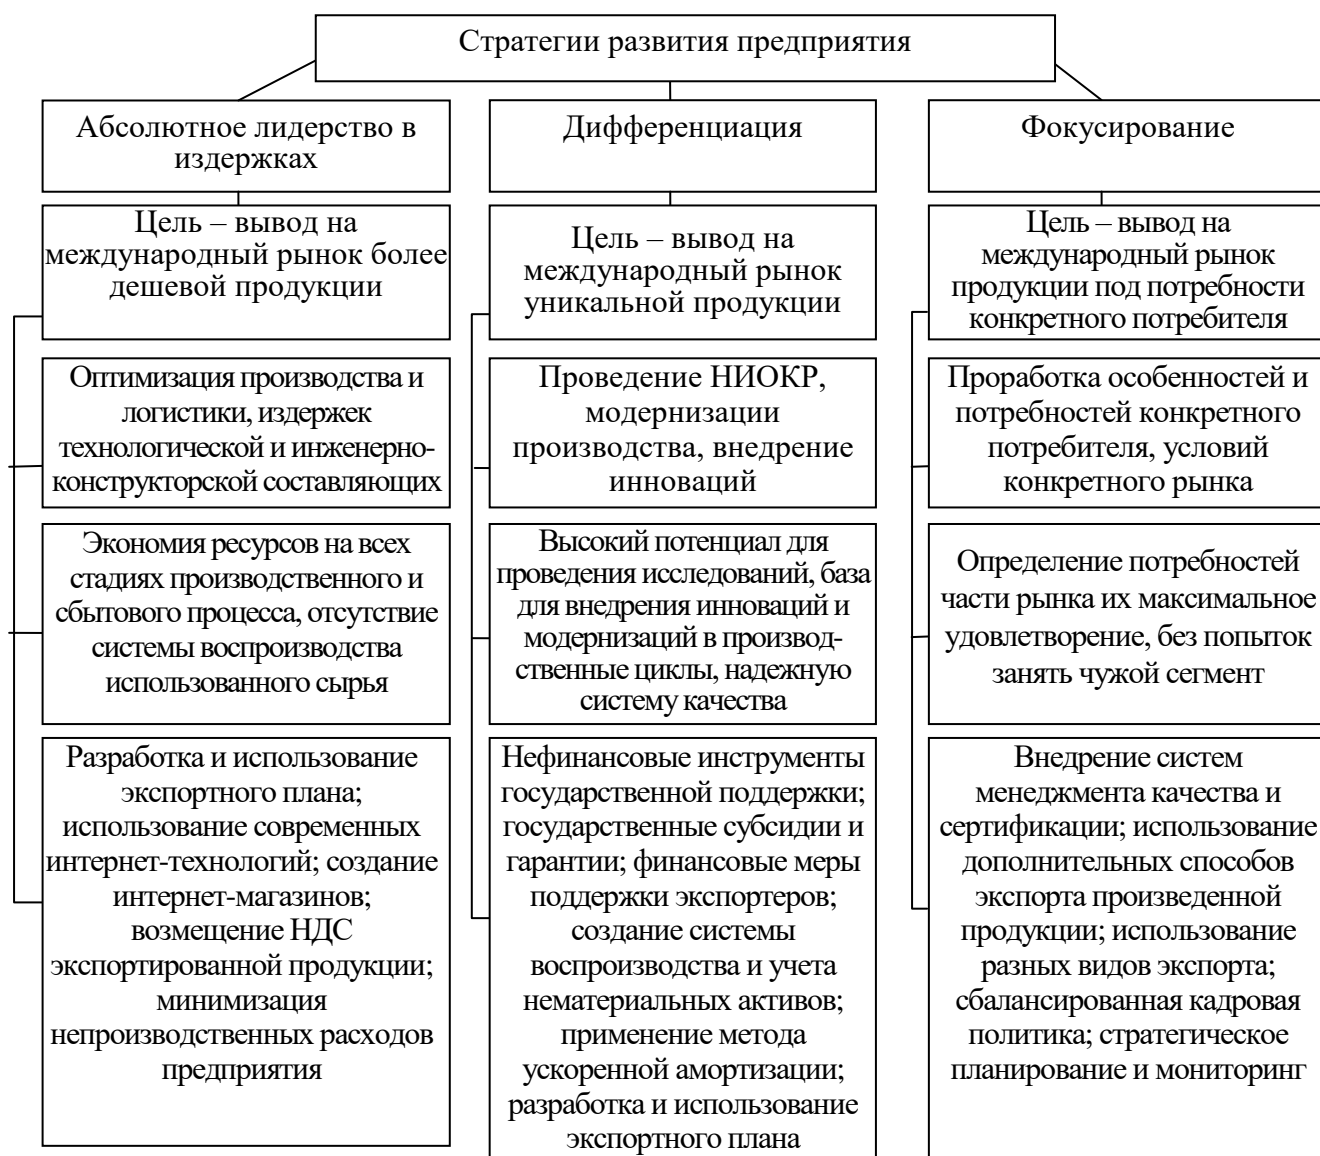 Стратегии развития предприятия
Абсолютное лидерство в
издержках
Цель – вывод на
международный рынок более
дешевой продукции
Оптимизация производства и
логистики, издержек
технологической и инженерно-
конструкторской составляющих
Экономия ресурсов на всех
стадиях производственного и
сбытового процесса, отсутствие
системы воспроизводства
использованного сырья
Разработка и использование
экспортного плана;
использование современных
интернет-технологий; создание
интернет-магазинов;
возмещение НДС
экспортированной продукции;
минимизация
непроизводственных расходов
предприятия
Дифференциация
Цель – вывод на
международный рынок
уникальной продукции
Проведение НИОКР,
модернизации
производства, внедрение
инноваций
Высокий потенциал для
проведения исследований, база
для внедрения инноваций и
модернизаций в производ-
ственные циклы, надежную
систему качества
Нефинансовые инструменты
государственной поддержки;
государственные субсидии и
гарантии; финансовые меры
поддержки экспортеров;
создание системы
воспроизводства и учета
нематериальных активов;
применение метода
ускоренной амортизации;
разработка и использование
экспортного плана
Фокусирование
Цель – вывод на
международный рынок
продукции под потребности
конкретного потребителя
Проработка особенностей и
потребностей конкретного
потребителя, условий
конкретного рынка
Определение потребностей
части рынка их максимальное
удовлетворение, без попыток
занять чужой сегмент
Внедрение систем
менеджмента качества и
сертификации; использование
дополнительных способов
экспорта произведенной
продукции; использование
разных видов экспорта;
сбалансированная кадровая
политика; стратегическое
планирование и мониторинг